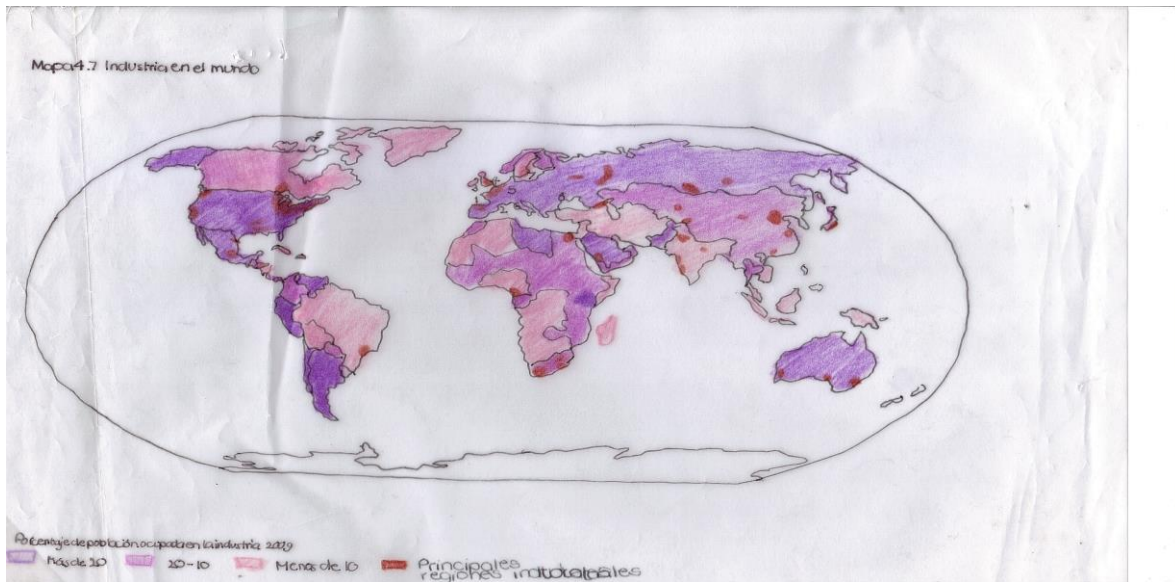 Mapa 4.7 Industria en el mundo
Porcentaje de población ocupada en la industria 2009
Más de 20 20-10 Menos de 10 Principales
regiones